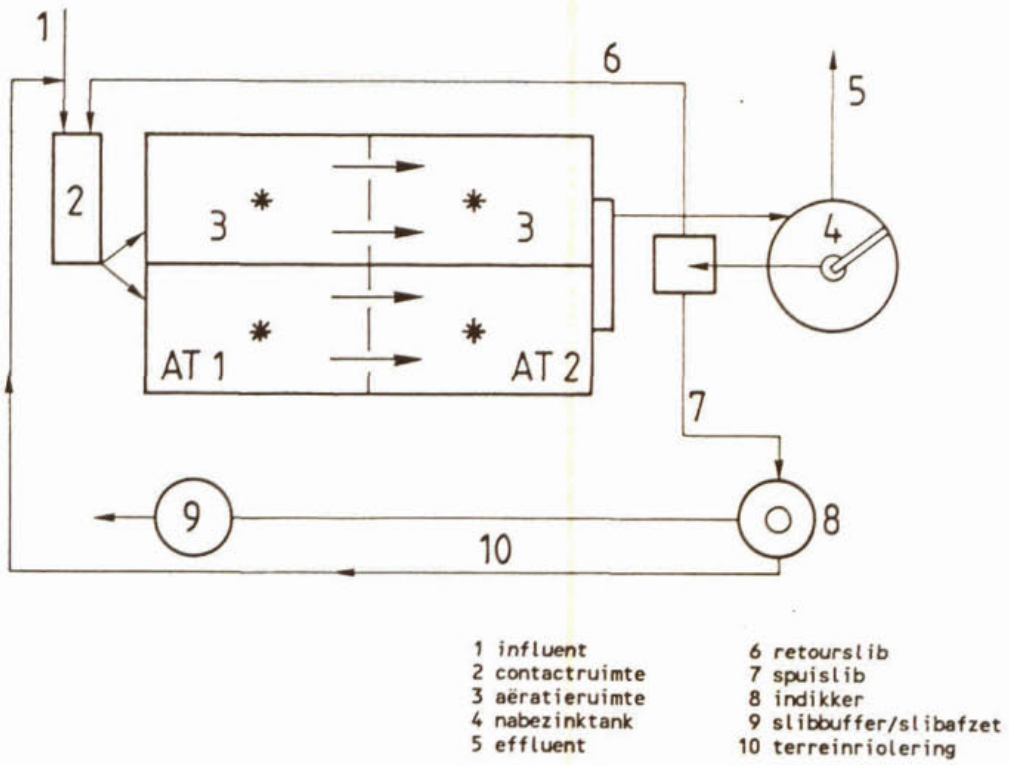 1
6
5
2
3
3
4
AT 1
AT 2
7
9
8
10
1 influent
2 contactruimte
3 aëratieruimte
4 nabezinktank
5 effluent
6 retourslib
7 spuislib
8 indikker
9 slibbuffer/slibafzet
10 terreinriolering